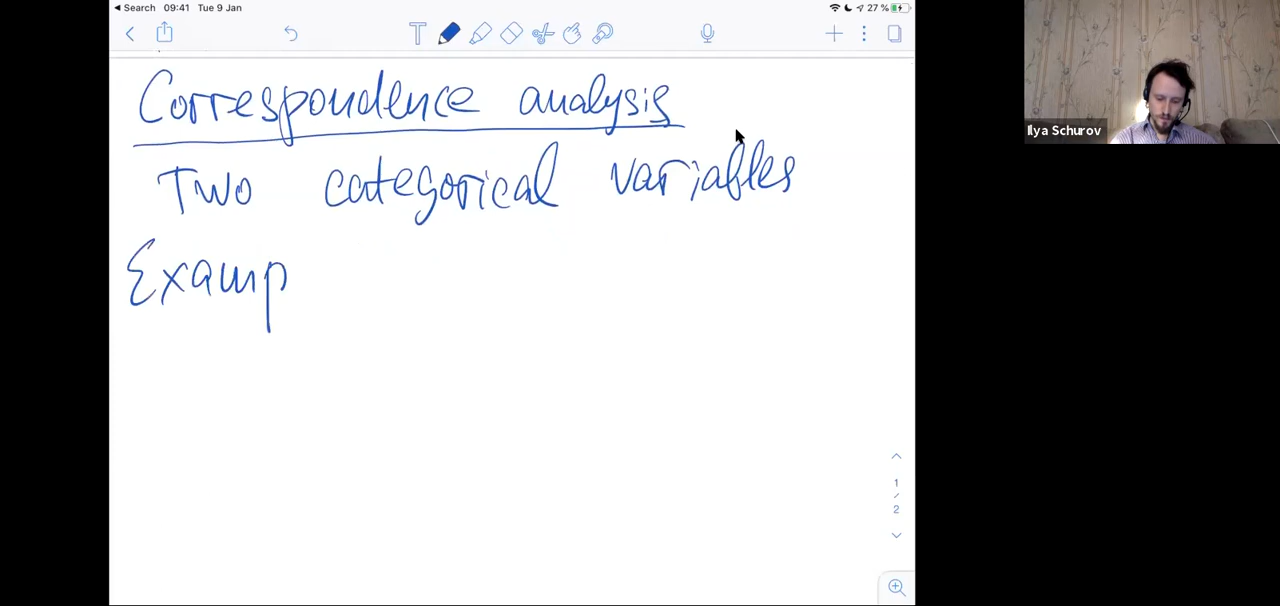 Search 09:41 Tue 9 Jan 27 %
T
Correspondence analysis
Two categorical variables
Examp
1
/
2
Ilya Schurov